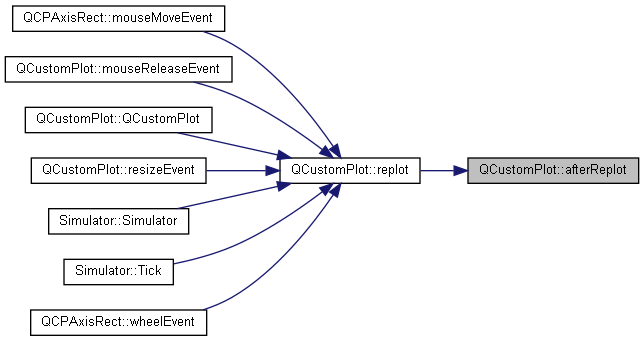 QCPAxisRect::mouseMoveEvent
QCustomPlot::mouseReleaseEvent
QCustomPlot::QCustomPlot
QCustomPlot::resizeEvent
QCustomPlot::replot
QCustomPlot::afterReplot
Simulator::Simulator
Simulator::Tick
QCPAxisRect::wheelEvent